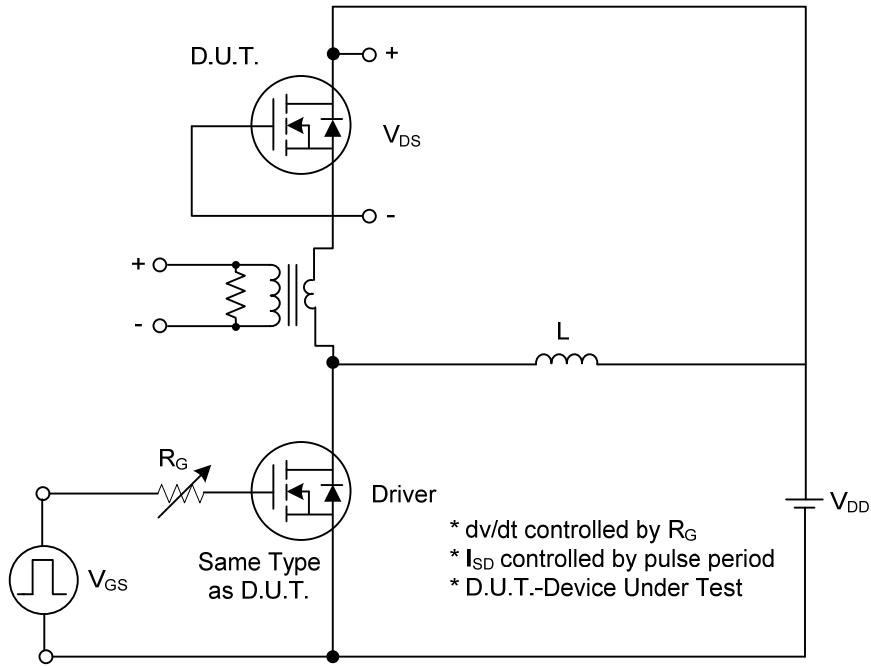 D.U.T.
+
V_DS
-
+
-
L
R_G
Driver
V_DD
V_GS
Same Type
as D.U.T.
* dv/dt controlled by R_G
* I_SD controlled by pulse period
* D.U.T.-Device Under Test